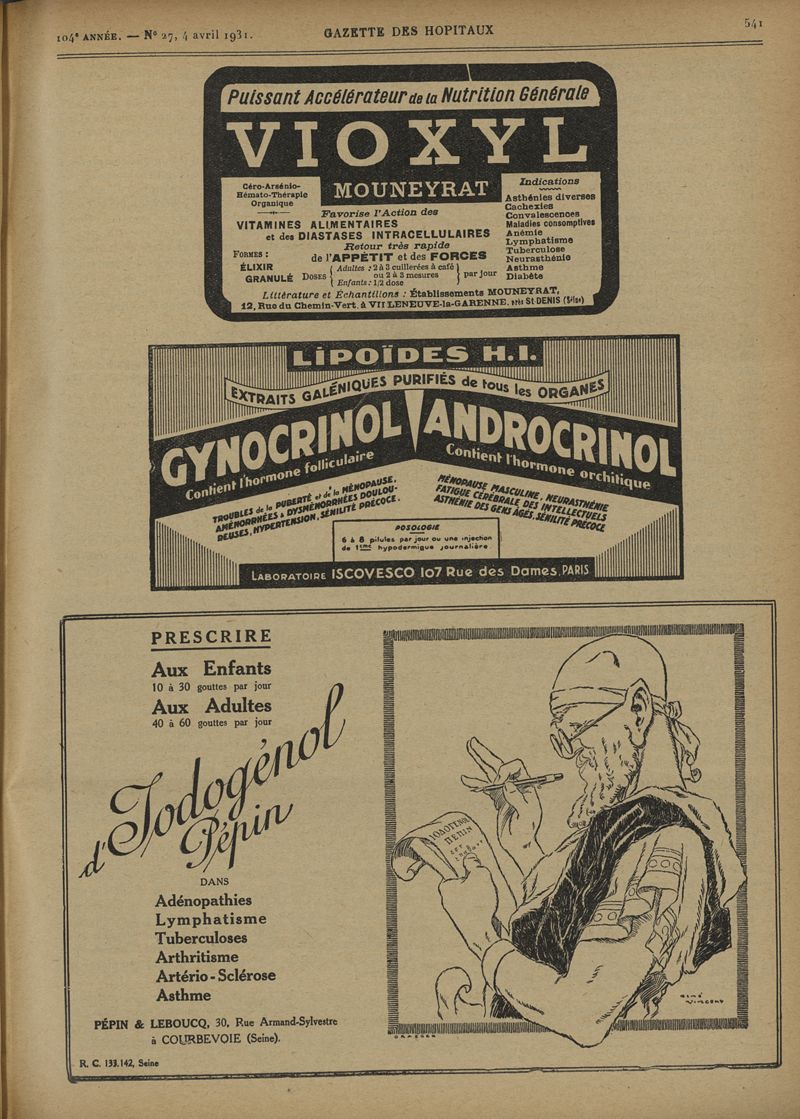 104e ANNÉE. — No 27, 4 avril 1931.
GAZETTE DES HOPITAUX
541
Puissant Accélérateur de la Nutrition Générale
VIOXYL
MOUNEYRAT
Céro-Arsénio-
Hémato-Thérapie
Organique
Favorise l'Action des
VITAMINES ALIMENTAIRES
et des DIASTASES INTRACELLULAIRES
Retour très rapide
de l'APPÉTIT et des FORCES
FORMES :
ÉLIXIR
GRANULÉ
DOSES
Adultes : 2 à 3 cuillerées à café
ou 2 à 3 mesures
Enfants : 1/2 dose
par jour
Indications
Asthénies diverses
Cachexies
Convalescences
Maladies consomptives
Anémie
Lymphatisme
Tuberculose
Neurasthénie
Asthme
Diabète
Littérature et Échantillons : Établissements MOUNEYRAT,
12, Rue du Chemin-Vert, à VILLENEUVE-la-GARENNE, près St-DENIS (Seine)
LIPOÏDES H.I.
EXTRAITS GALÉNIQUES PURIFIÉS de tous les ORGANES
GYNOCRINOL
Contient l'hormone folliculaire
TROUBLES de la PUBERTÉ et de la MÉNOPAUSE.
AMÉNORRHÉES & DYSMÉNORRHÉES DOULOU-
REUSES, HYPERTENSION, SÉNILITÉ PRÉCOCE.
ANDROCRINOL
Contient l'hormone orchitique
MÉNOPAUSE MASCULINE, NEURASTHÉNIE
FATIGUE CÉRÉBRALE DES INTELLECTUELS
ASTHÉNIE DES GENS AGÉS, SÉNILITÉ PRÉCOCE
POSOLOGIE
6 à 8 pilules par jour ou une injection
de 1cmc hypodermique journalière
LABORATOIRE ISCOVESCO 107 Rue des Dames, PARIS
PRESCRIRE
Aux Enfants
10 à 30 gouttes par jour
Aux Adultes
40 à 60 gouttes par jour
d'Iodogénol
Pépin
DANS
Adénopathies
Lymphatisme
Tuberculoses
Arthritisme
Artério-Sclérose
Asthme
PÉPIN & LEBOUCQ, 30, Rue Armand-Sylvestre
à COURBEVOIE (Seine).
R. C. 133.142, Seine
RENÉ
VINCENT
DRAEGER